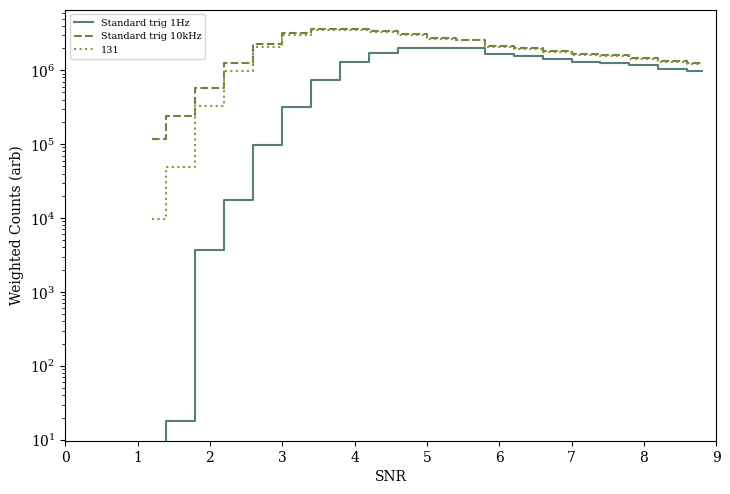 Standard trig 1Hz
Standard trig 10kHz
131
Weighted Counts (arb)
10⁶
10⁵
10⁴
10³
10²
10¹
0 1 2 3 4 5 6 7 8 9
SNR